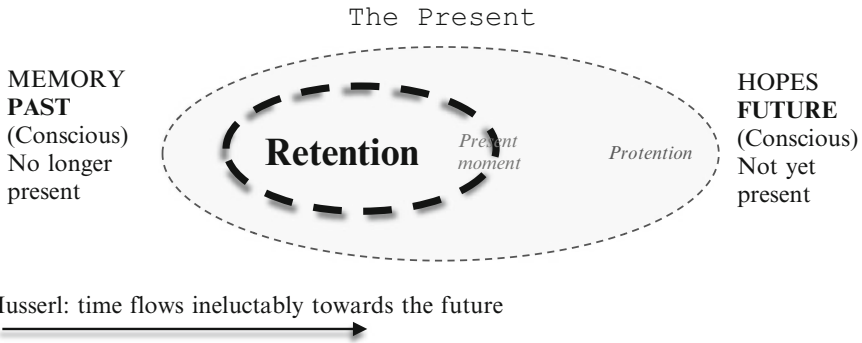 The Present
MEMORY
PAST
(Conscious)
No longer
present
Retention
Present
moment
Protention
HOPES
FUTURE
(Conscious)
Not yet
present
usserl: time flows ineluctably towards the future